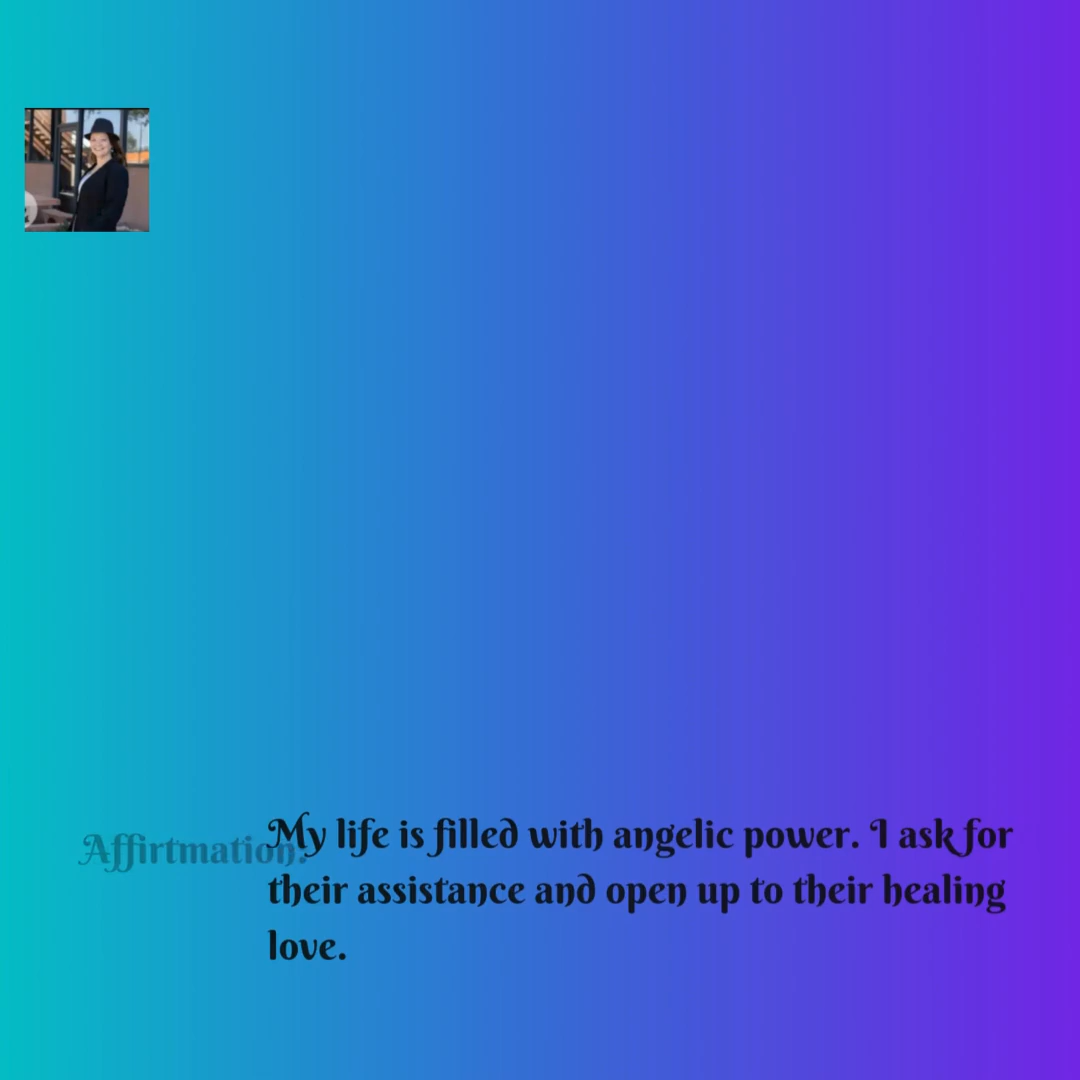 Affirtmation.
My life is filled with angelic power. I ask for
their assistance and open up to their healing
love.